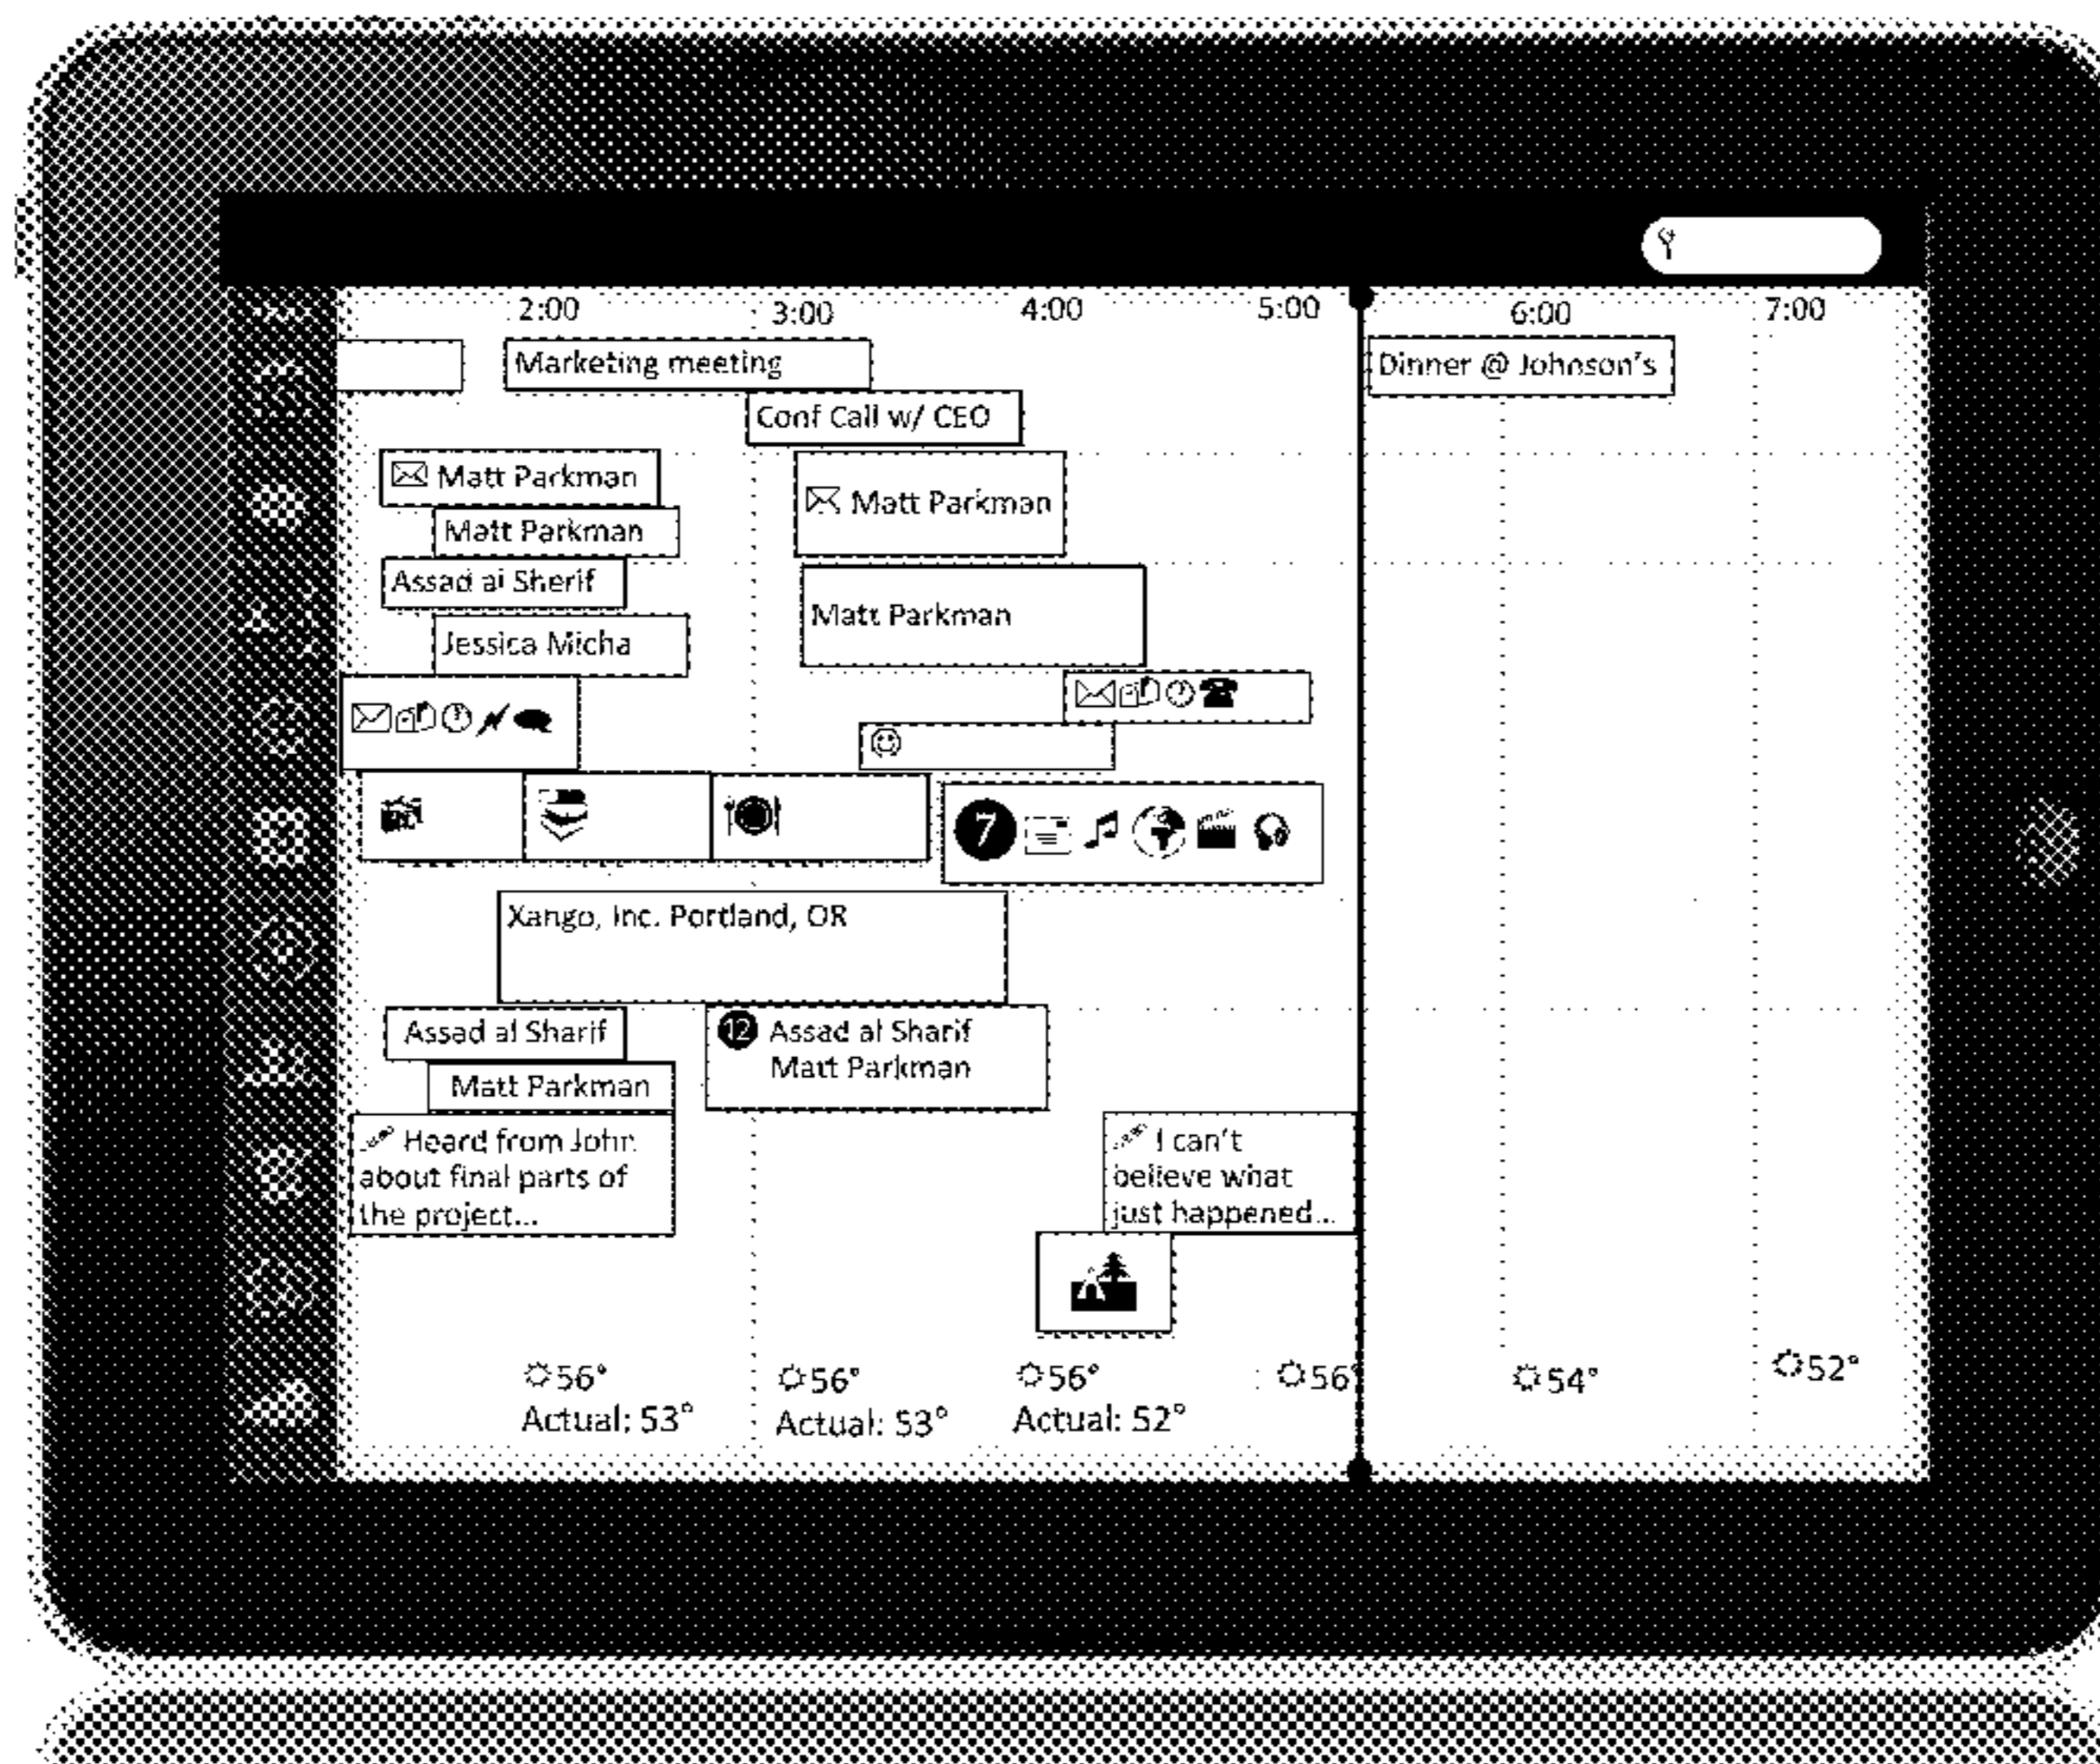 2:00 3:00 4:00 5:00 6:00 7:00
Marketing meeting
Dinner @ Johnson's
Conf Call w/ CEO
Matt Parkman
Matt Parkman
Matt Parkman
Assad al Sherif
Matt Parkman
Jessica Micha
7
Xango, Inc. Portland, OR
Assad al Sharif
12 Assad al Sharif
Matt Parkman
Matt Parkman
Heard from John
about final parts of
the project...
I can't
believe what
just happened...
56° 56° 56° 56° 54° 52°
Actual: 53° Actual: 53° Actual: 52°